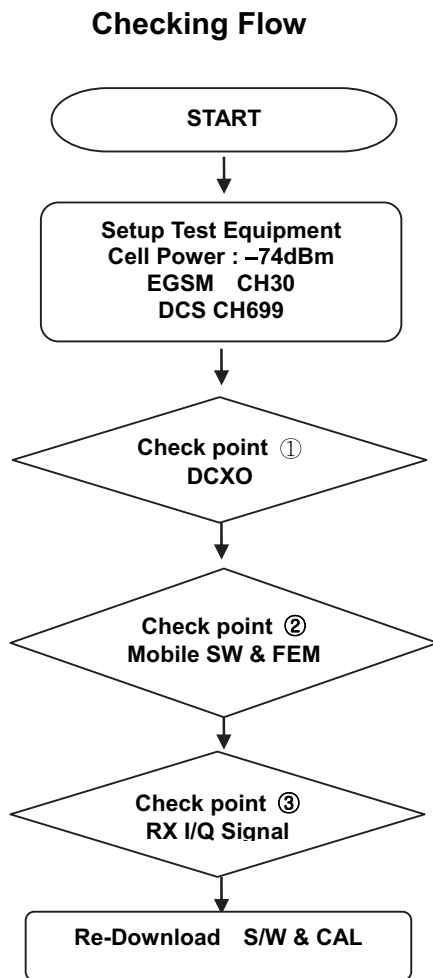 Checking Flow
START
Setup Test Equipment
Cell Power : –74dBm
EGSM CH30
DCS CH699
Check point ①
DCXO
Check point ②
Mobile SW & FEM
Check point ③
RX I/Q Signal
Re-Download S/W & CAL